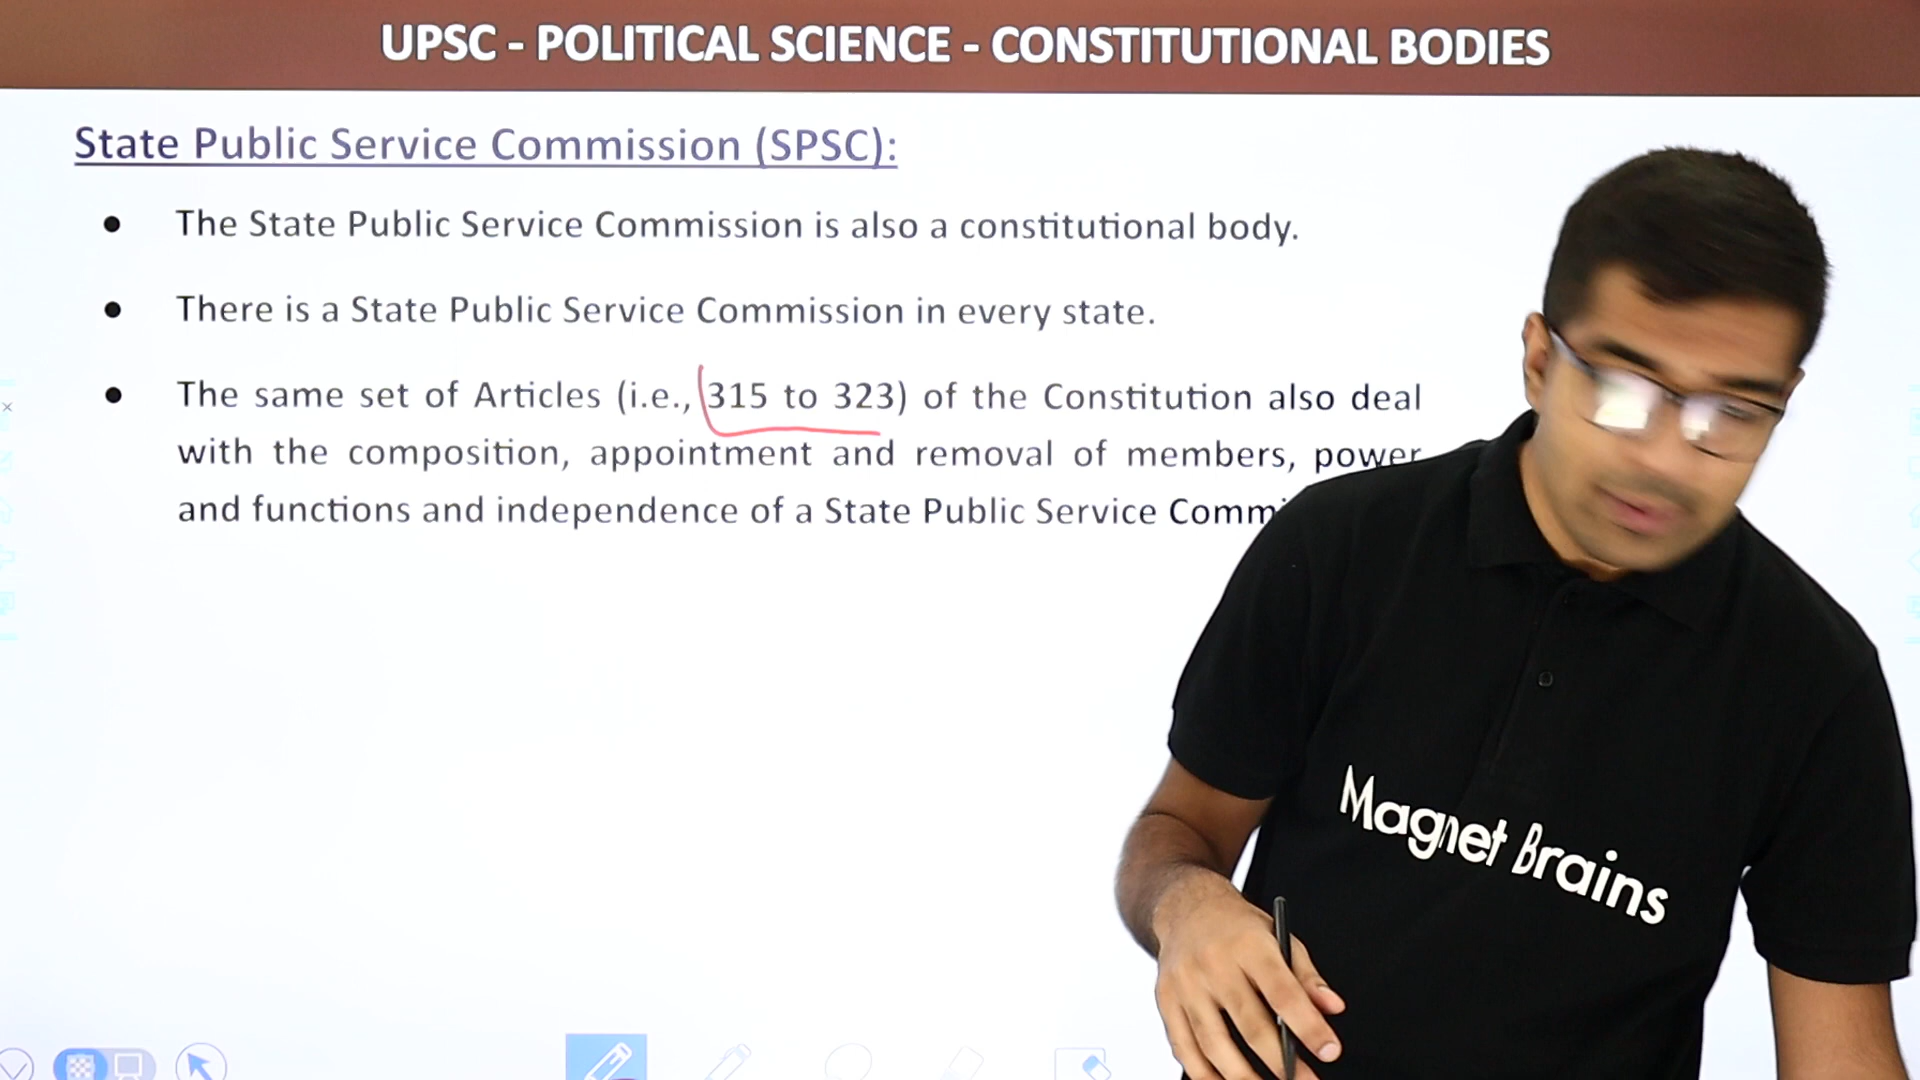 UPSC - POLITICAL SCIENCE - CONSTITUTIONAL BODIES
State Public Service Commission (SPSC):
● The State Public Service Commission is also a constitutional body.
● There is a State Public Service Commission in every state.
● The same set of Articles (i.e., 315 to 323) of the Constitution also deal
with the composition, appointment and removal of members, power
and functions and independence of a State Public Service
Magnet Brains